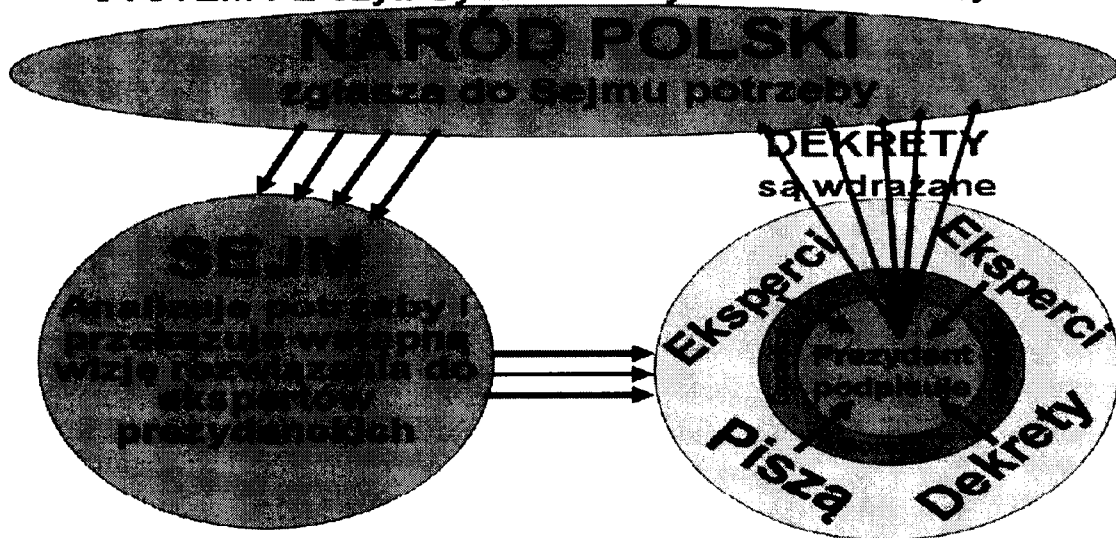 NARÓD POLSKI
zgłasza do Sejmu potrzeby
DEKRETY
są wdrażane
SEJM
Analizuje potrzeby i
przekazuje wstępną
wizję rozwiązania do
ekspertów
prezydenckich
Eksperci
Eksperci
Prezydent
podpisuje
Piszą
Dekrety